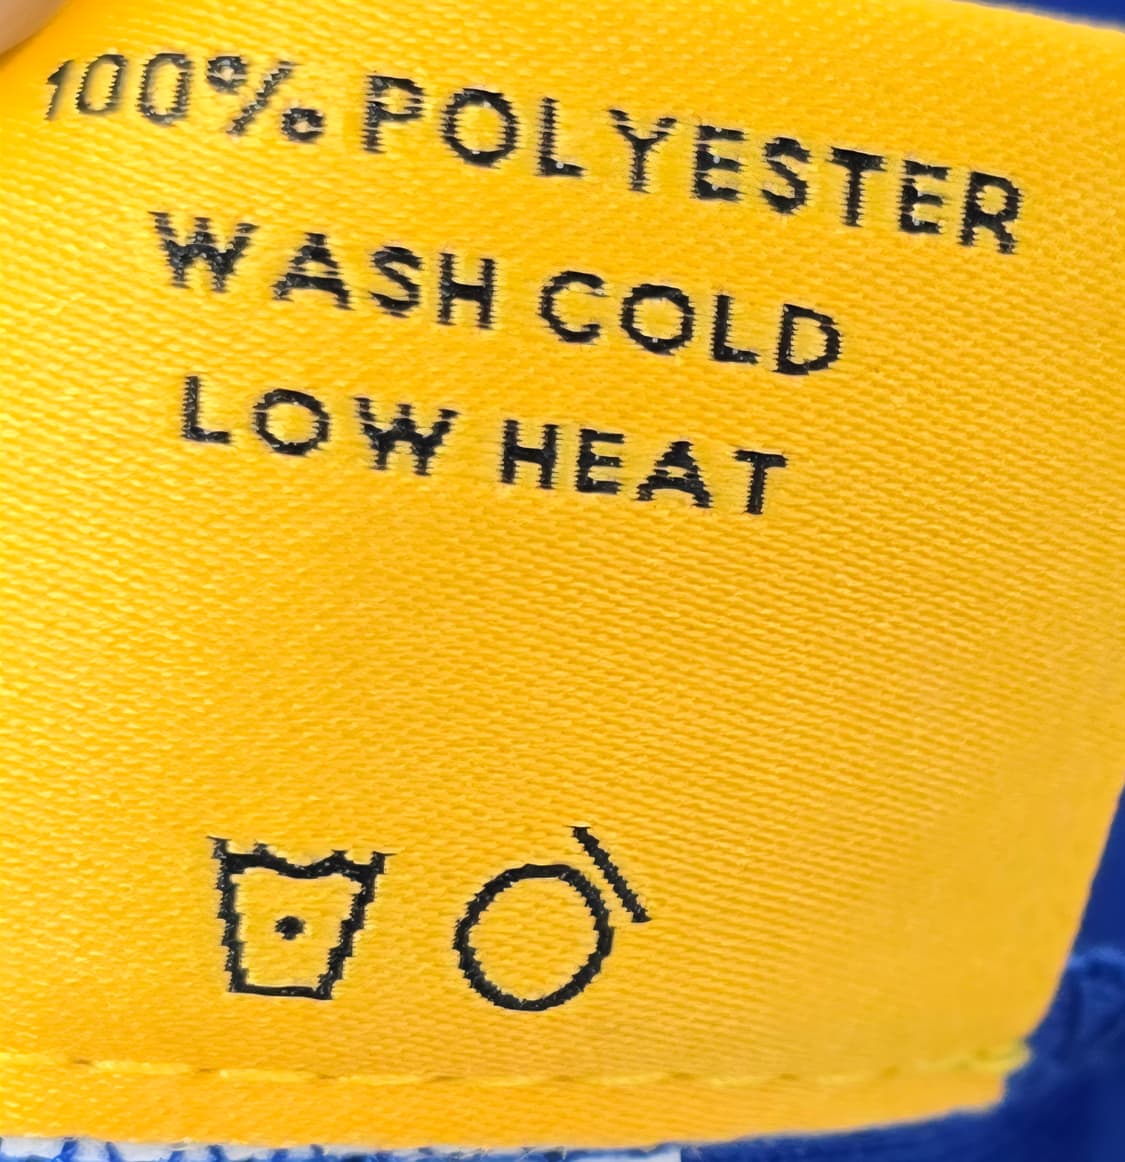 100% POLYESTER
WASH COLD
LOW HEAT